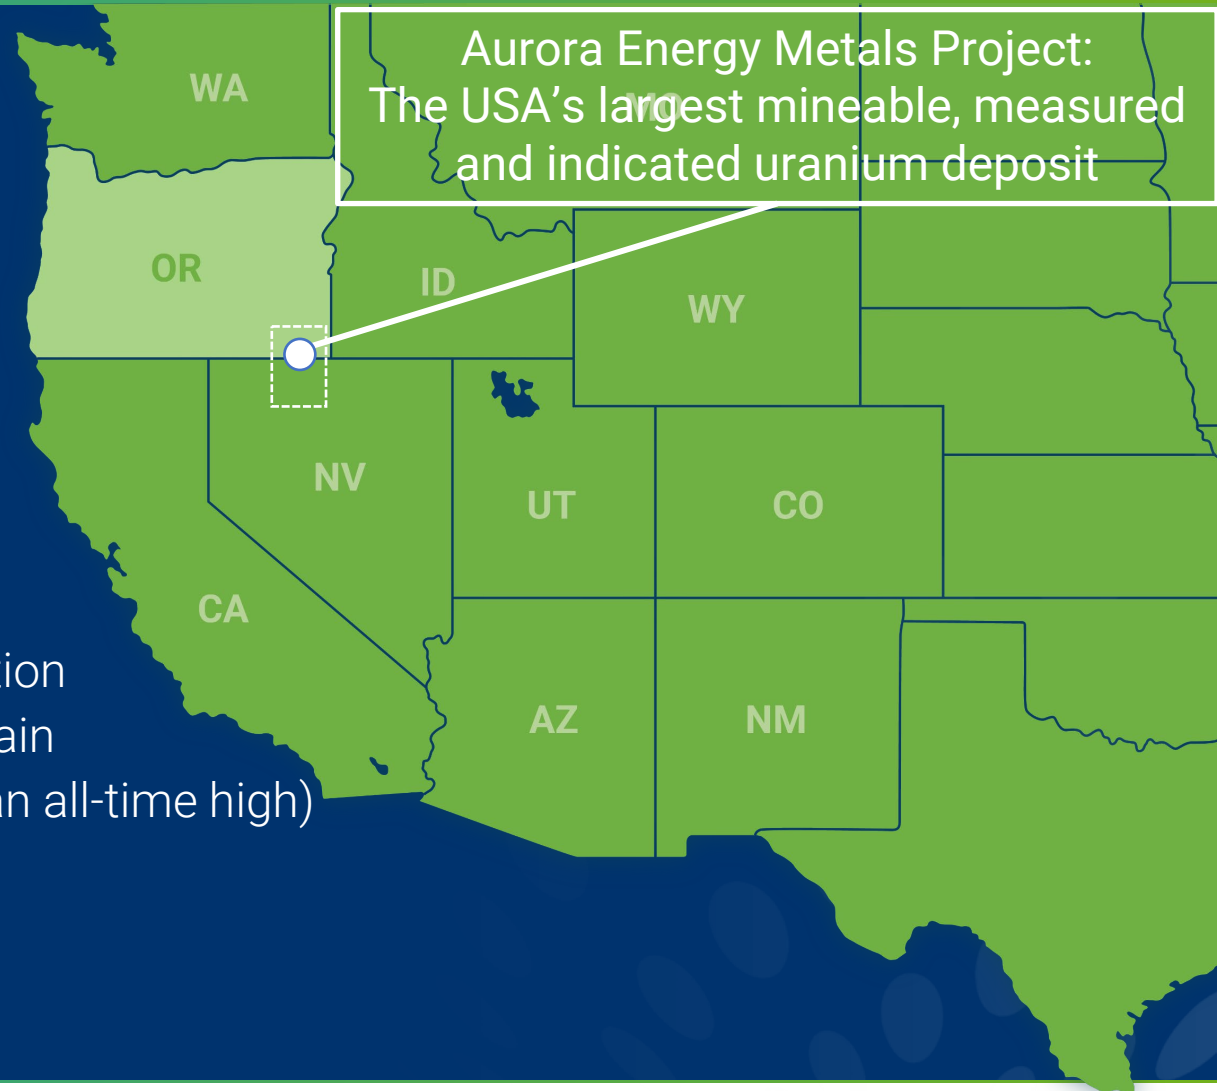 Aurora Energy Metals Project:
The USA's largest mineable, measured
and indicated uranium deposit
WA
MO
OR
ID
WY
NV
UT
CO
CA
AZ
NM
tion
ain
an all-time high)